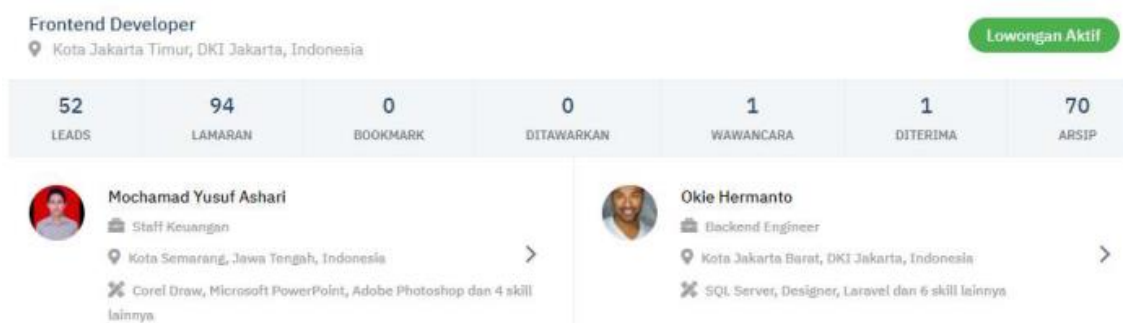 Frontend Developer
Kota Jakarta Timur, DKI Jakarta, Indonesia
Lowongan Aktif
52
LEADS
94
LAMARAN
0
BOOKMARK
0
DITAWARKAN
1
WAWANCARA
1
DITERIMA
70
ARSIP
Mochamad Yusuf Ashari
Staff Keuangan
Kota Semarang, Jawa Tengah, Indonesia
Corel Draw, Microsoft PowerPoint, Adobe Photoshop dan 4 skill
lainnya
Okie Hermanto
Backend Engineer
Kota Jakarta Barat, DKI Jakarta, Indonesia
SQL Server, Designer, Laravel dan 6 skill lainnya